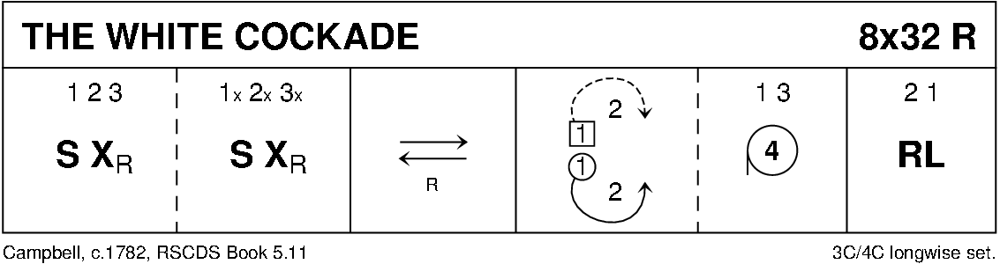 THE WHITE COCKADE 8x32 R
1 2 3 1x 2x 3x 2 1 3 2 1
S XR S XR 1 4 RL
R 1
2
Campbell, c.1782, RSCDS Book 5.11 3C/4C longwise set.